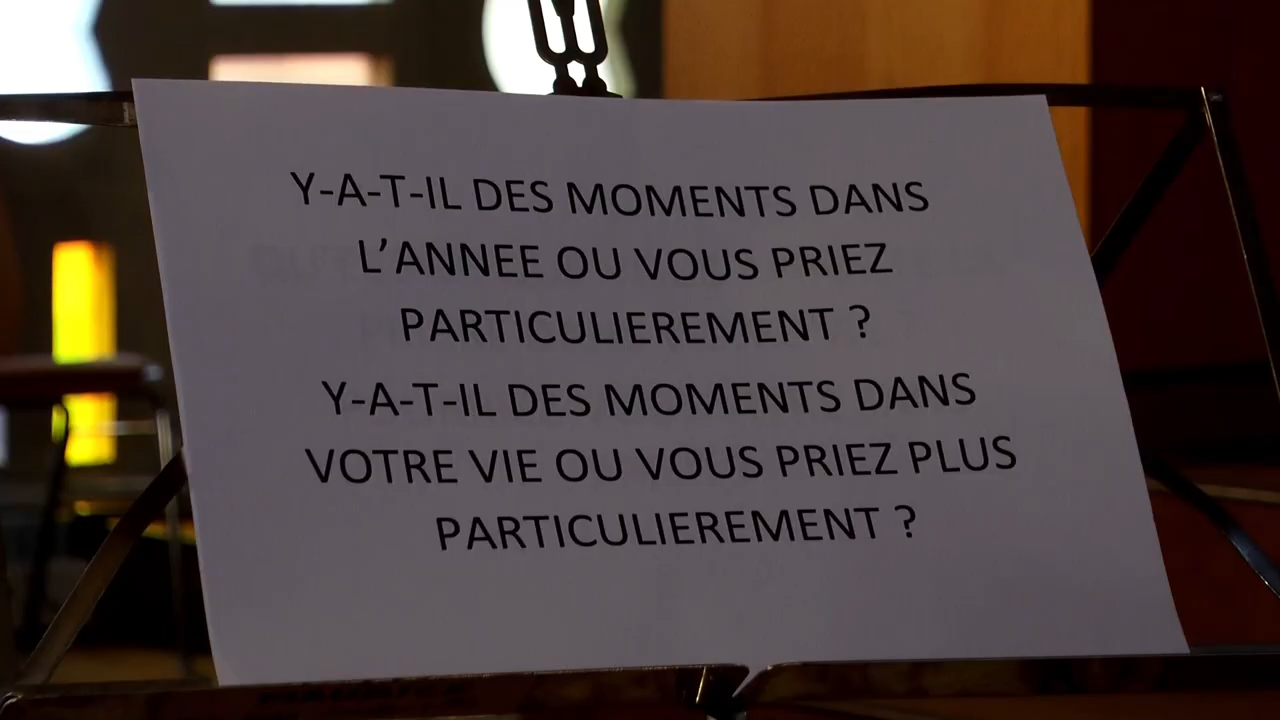 Y-A-T-IL DES MOMENTS DANS
L'ANNEE OU VOUS PRIEZ
PARTICULIEREMENT ?
Y-A-T-IL DES MOMENTS DANS
VOTRE VIE OU VOUS PRIEZ PLUS
PARTICULIEREMENT ?